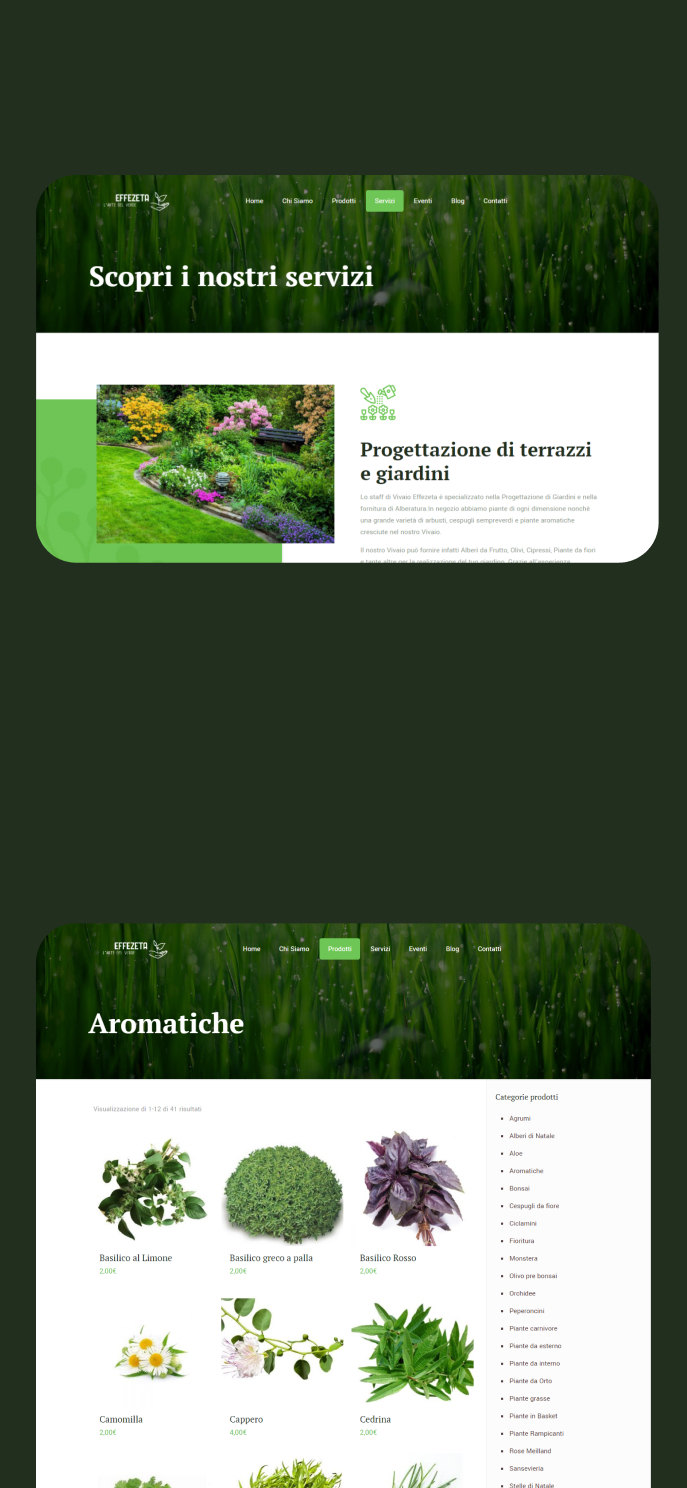 EFFEZETA
L'ARTE DEL VERDE
Home
Chi Siamo
Prodotti
Servizi
Eventi
Blog
Contatti
Scopri i nostri servizi
Progettazione di terrazzi
e giardini
Lo staff di Vivaio Effezeta è specializzato nella Progettazione di Giardini e nella
fornitura di Alberatura.In negozio abbiamo piante di ogni dimensione nonché
una grande varietà di arbusti, cespugli sempreverdi e piante aromatiche
cresciute nel nostro Vivaio.
Il nostro Vivaio può fornire infatti Alberi da Frutto, Olivi, Cipressi, Piante da fiori
e tante altre per la realizzazione del tuo giardino. Grazie all'esperienza
EFFEZETA
L'ARTE DEL VERDE
Home
Chi Siamo
Prodotti
Servizi
Eventi
Blog
Contatti
Aromatiche
Visualizzazione di 1-12 di 41 risultati
Basilico al Limone
2,00€
Basilico greco a palla
2,00€
Basilico Rosso
2,00€
Camomilla
2,00€
Cappero
4,00€
Cedrina
2,00€
Categorie prodotti
Agrumi
Alberi di Natale
Aloe
Aromatiche
Bonsai
Cespugli da fiore
Ciclamini
Fioritura
Monstera
Olivo pre bonsai
Orchidee
Peperoncini
Piante carnivore
Piante da esterno
Piante da interno
Piante da Orto
Piante grasse
Piante in Basket
Piante Rampicanti
Rose Meilland
Sansevieria
Stelle di Natale